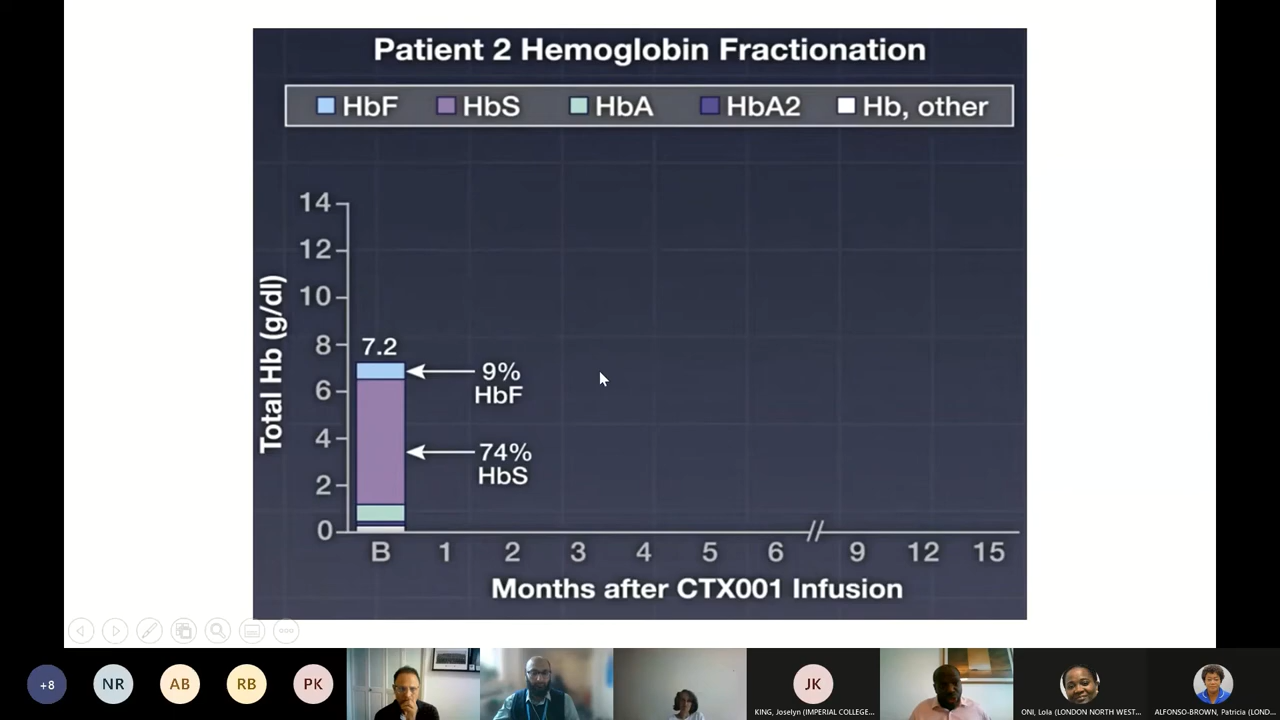 Patient 2 Hemoglobin Fractionation
HbF HbS HbA HbA2 Hb, other
14
12
10
8
6
4
2
0
Total Hb (g/dl)
7.2
9%
HbF
74%
HbS
B 1 2 3 4 5 6 9 12 15
Months after CTX001 Infusion
+8 NR AB RB PK JK
KING, Joselyn (IMPERIAL COLLEGE...
ONI, Lola (LONDON NORTH WEST...
ALFONSO-BROWN, Patricia (LOND...